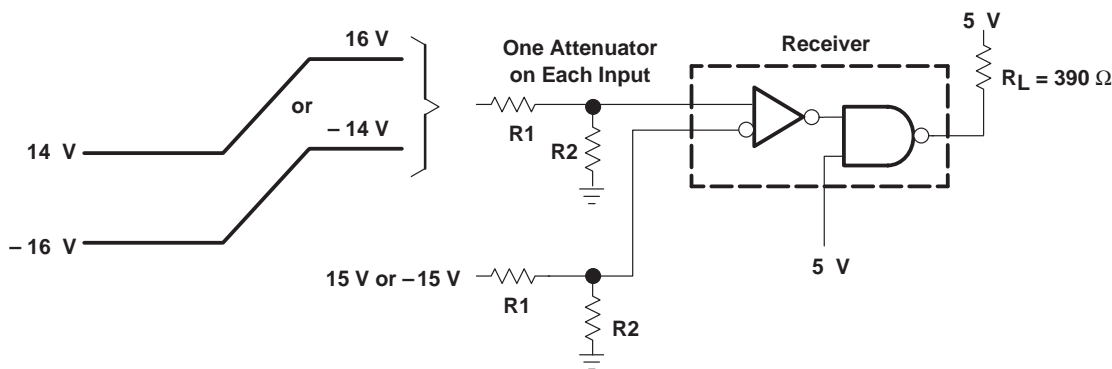 16 V
or
– 14 V
14 V
– 16 V
One Attenuator
on Each Input
R1
R2
Receiver
5 V
RL = 390 Ω
5 V
15 V or – 15 V
R1
R2